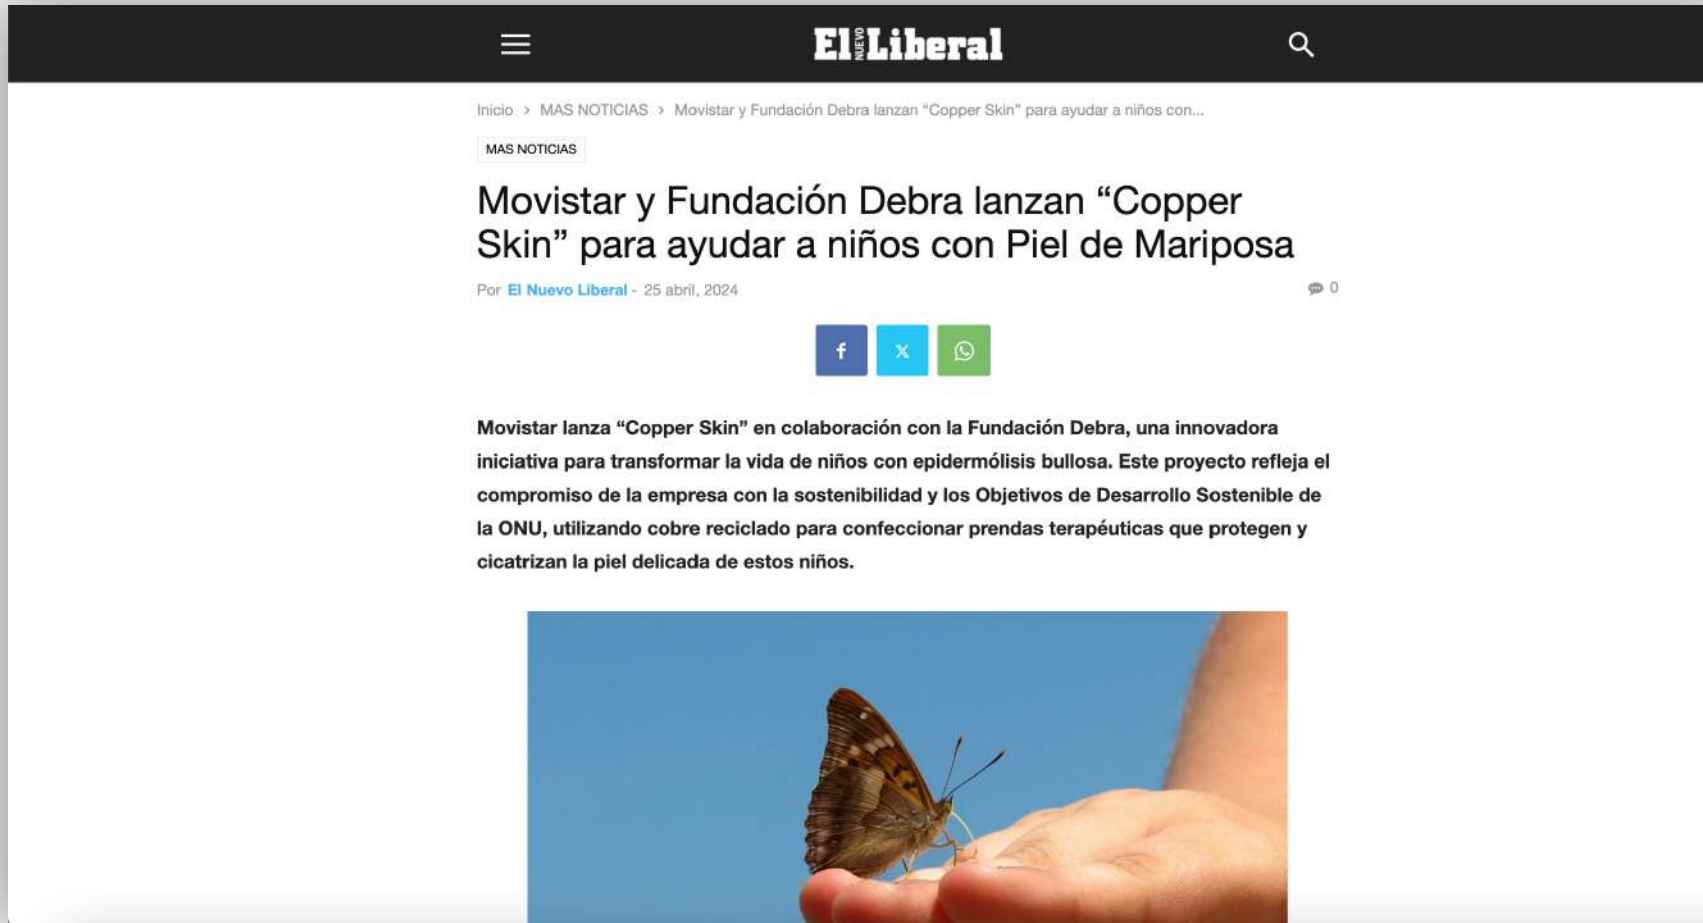 El NUEVO Liberal
Inicio > MAS NOTICIAS > Movistar y Fundación Debra lanzan “Copper Skin” para ayudar a niños con...
MAS NOTICIAS
Movistar y Fundación Debra lanzan “Copper
Skin” para ayudar a niños con Piel de Mariposa
Por El Nuevo Liberal - 25 abril, 2024
0
Movistar lanza “Copper Skin” en colaboración con la Fundación Debra, una innovadora
iniciativa para transformar la vida de niños con epidermólisis bullosa. Este proyecto refleja el
compromiso de la empresa con la sostenibilidad y los Objetivos de Desarrollo Sostenible de
la ONU, utilizando cobre reciclado para confeccionar prendas terapéuticas que protegen y
cicatrizan la piel delicada de estos niños.